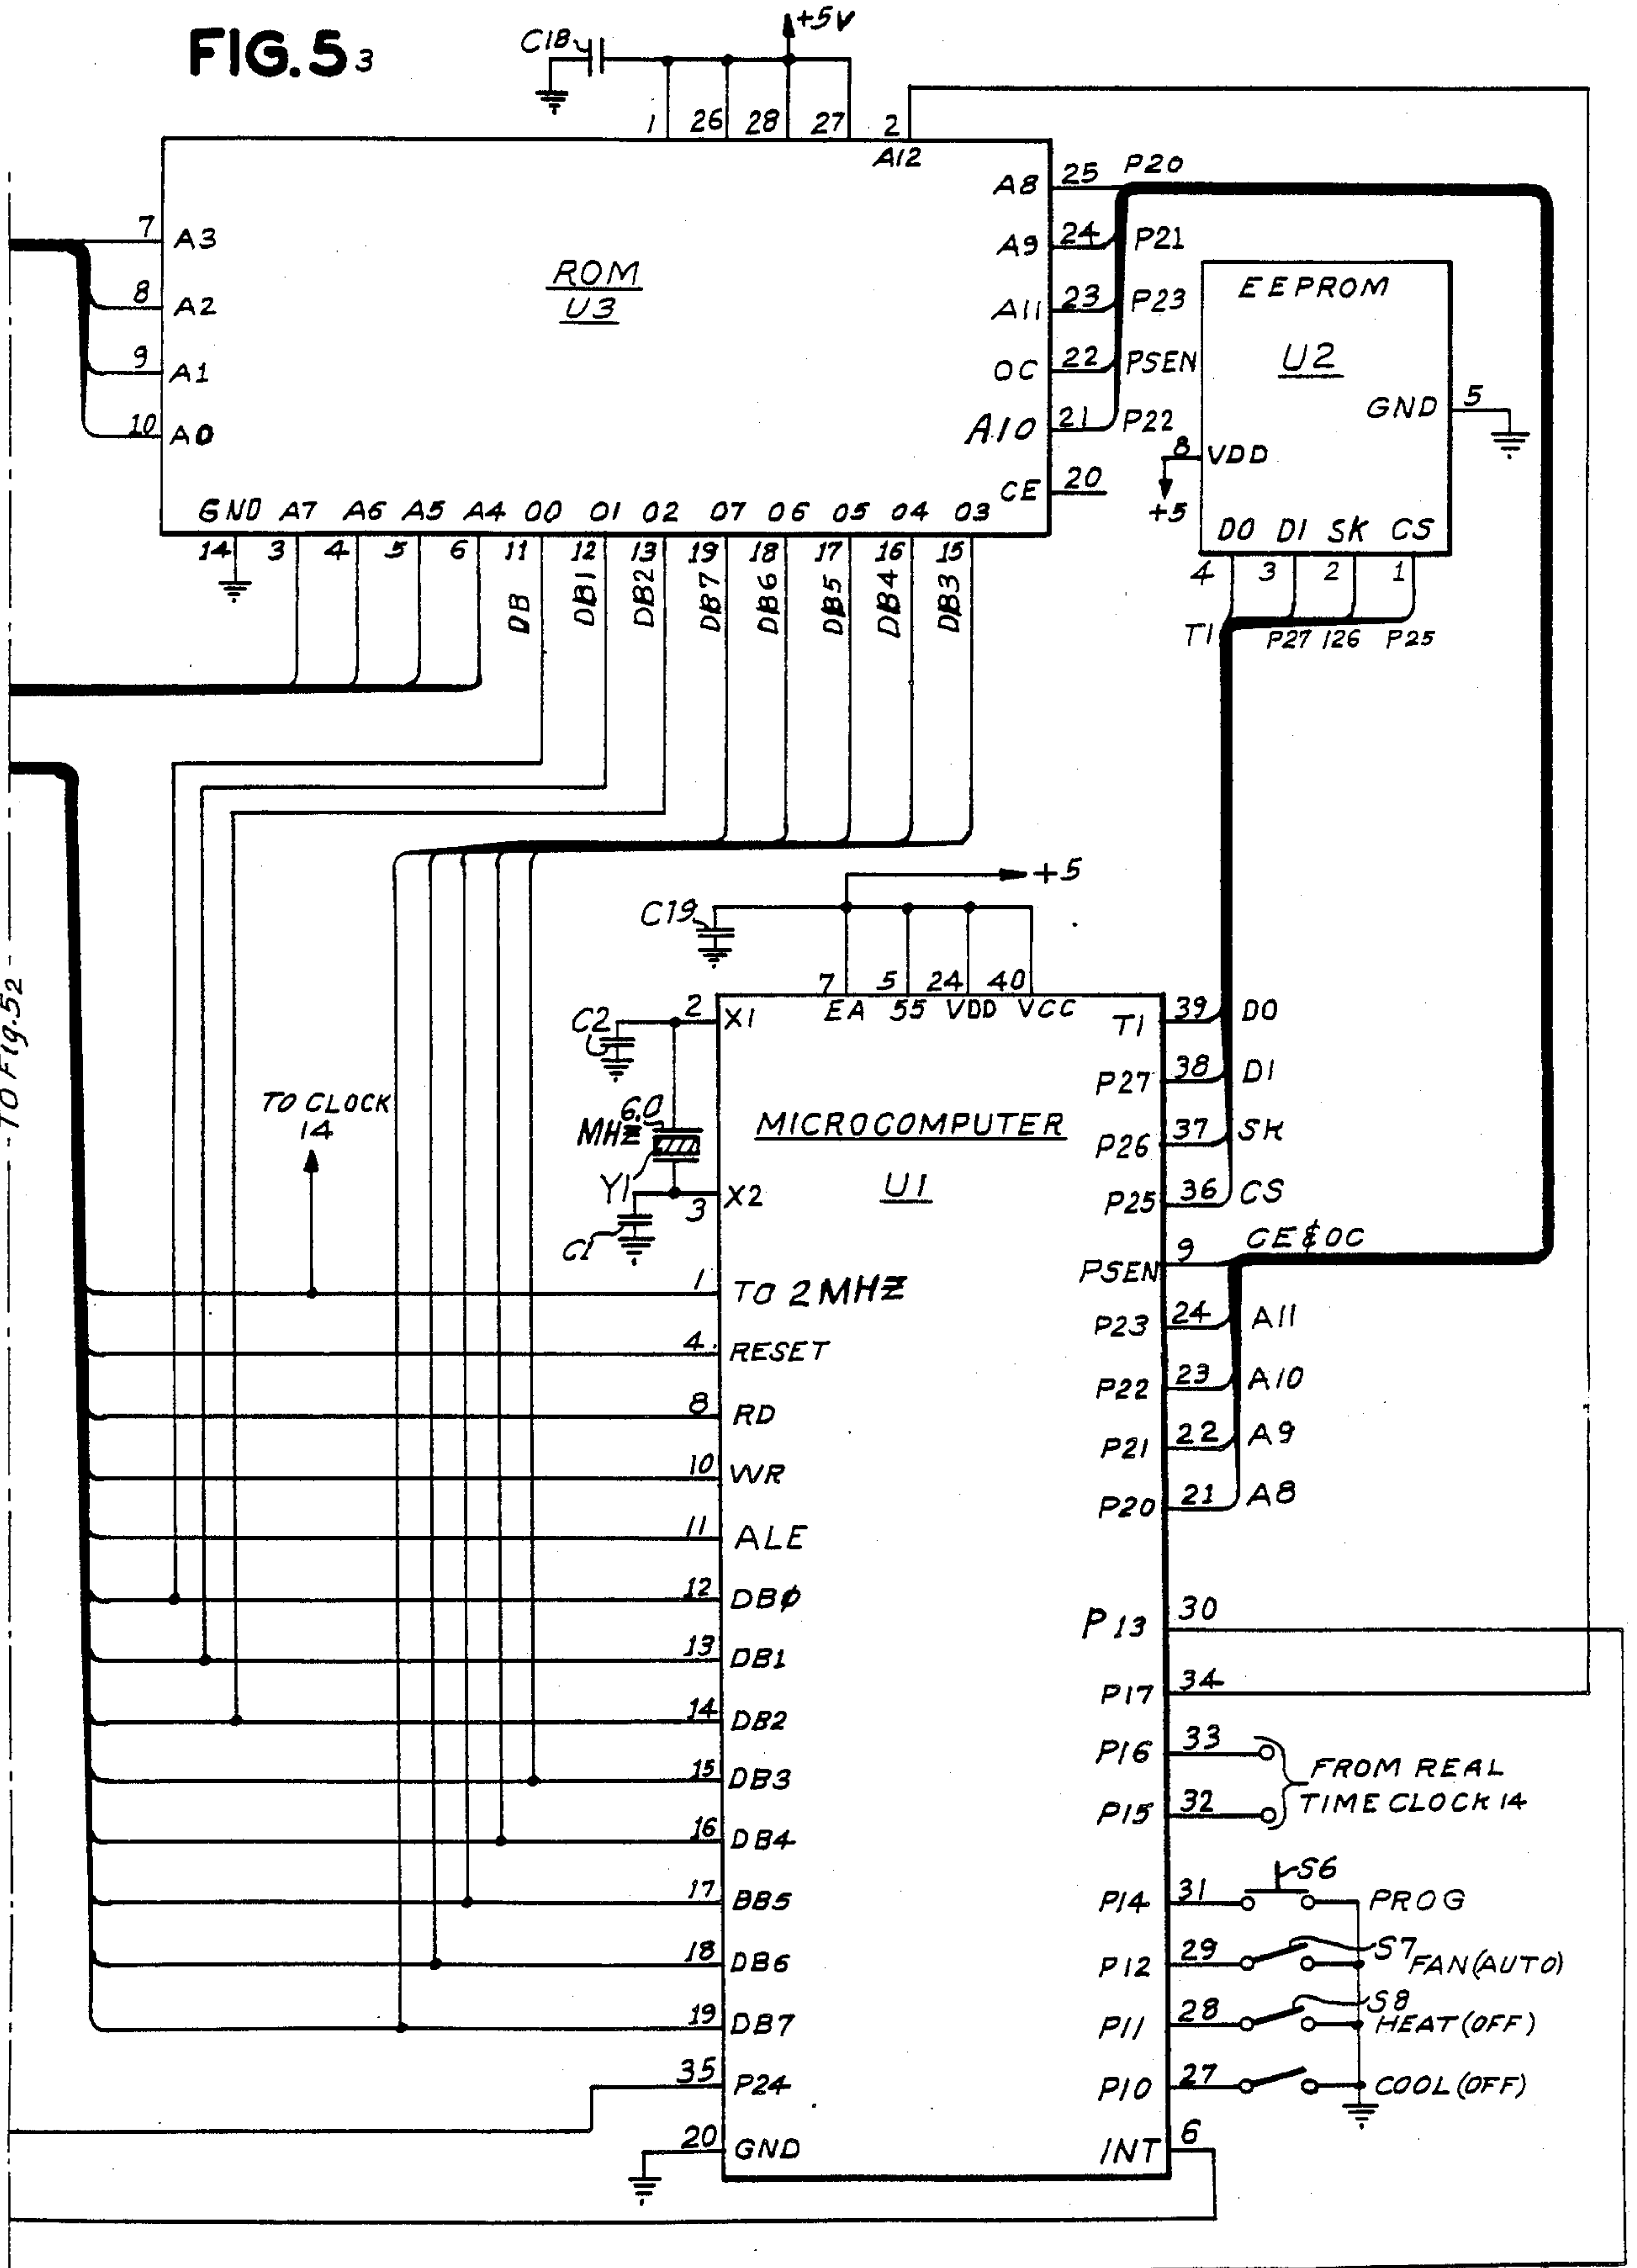 FIG.5 3
C18
+5V
1 26 28 27 2
A12
7 A3
8 A2
9 A1
10 A0
ROM
U3
A8 25 P20
A9 24 P21
A11 23 P23
OC 22 PSEN
A10 21 P22
CE 20
GND A7 A6 A5 A4 O0 O1 O2 O7 O6 O5 O4 O3
14 3 4 5 6 11 12 13 19 18 17 16 15
DB DB1 DB2 DB7 DB6 DB5 DB4 DB3
EEPROM
U2
GND 5
8 VDD
+5
DO DI SK CS
4 3 2 1
T1 P27 126 P25
TO Fig.52
+5
C19
7 5 24 40
EA 55 VDD VCC
C2 2 X1
6.0
MHZ
Y1
C1 3 X2
TO CLOCK
14
MICROCOMPUTER
U1
1 TO 2MHZ
4 RESET
8 RD
10 WR
11 ALE
12 DBØ
13 DB1
14 DB2
15 DB3
16 DB4
17 BB5
18 DB6
19 DB7
35 P24
20 GND
T1 39 DO
P27 38 DI
P26 37 SK
P25 36 CS
CE&OC
PSEN 9
P23 24 A11
P22 23 A10
P21 22 A9
P20 21 A8
P13 30
P17 34
P16 33
P15 32
FROM REAL
TIME CLOCK 14
S6
P14 31 PROG
P12 29 S7 FAN(AUTO)
P11 28 S8 HEAT(OFF)
P10 27 COOL(OFF)
INT 6